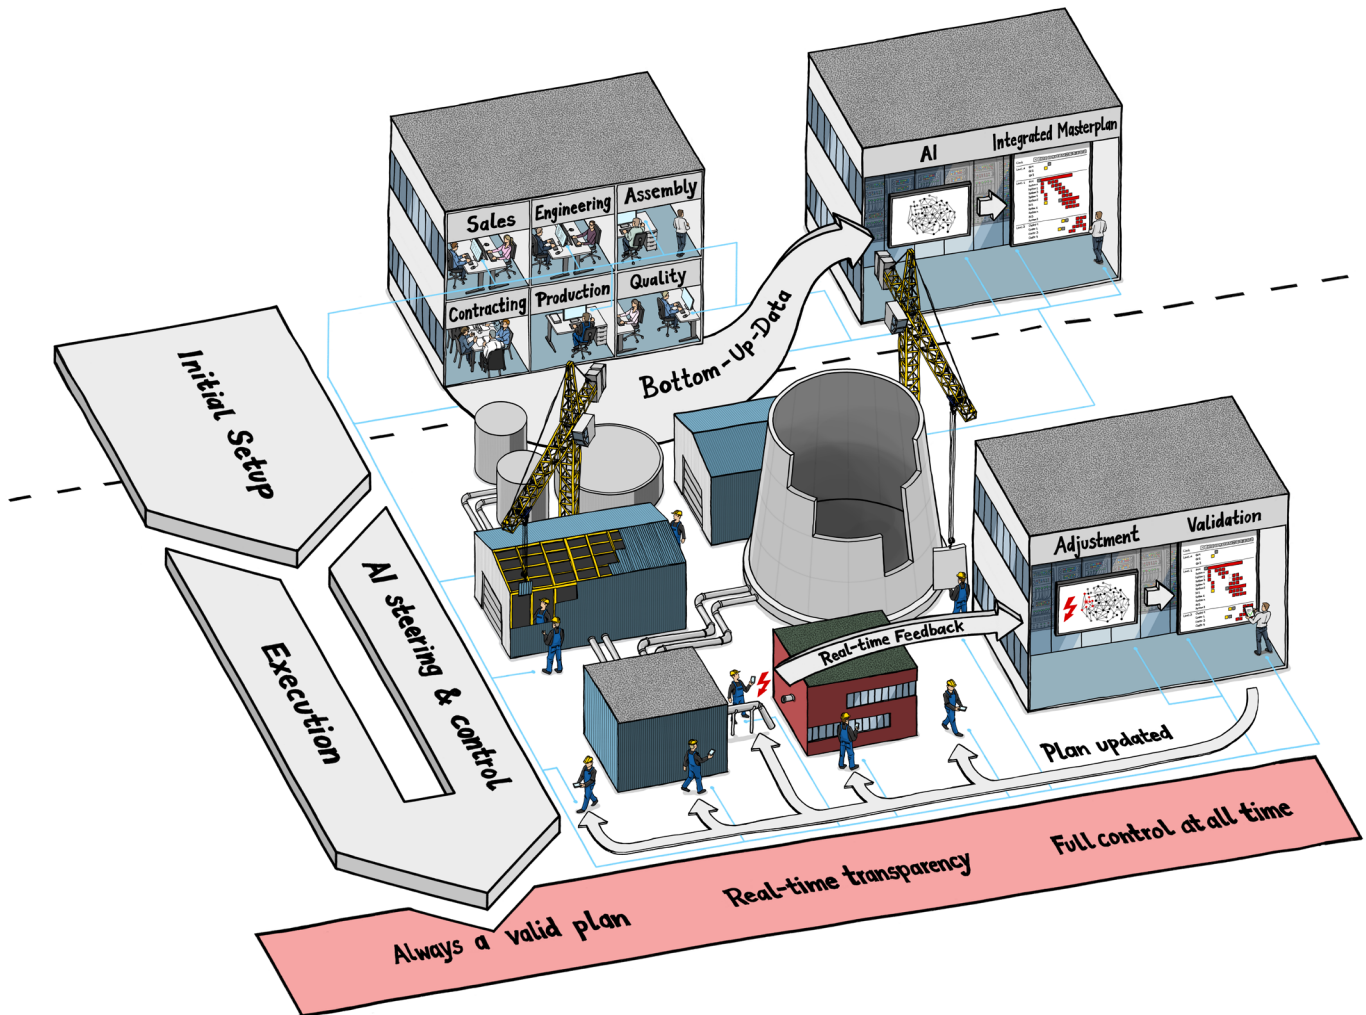 AI
Integrated Masterplan
Sales
Engineering
Assembly
Contracting
Production
Quality
Bottom-Up-Data
Initial Setup
AI steering & control
Execution
Adjustment
Validation
Real-time Feedback
Plan updated
Always a valid plan
Real-time transparency
Full control at all time